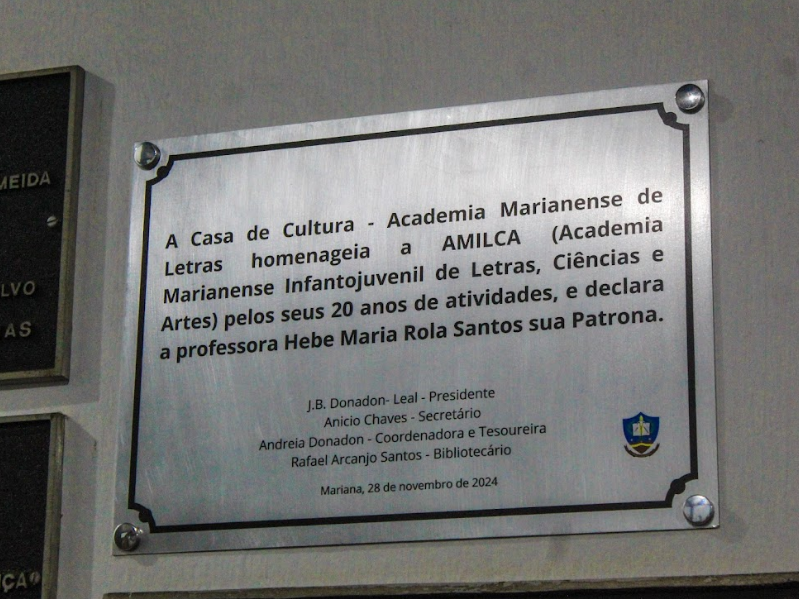 MEIDA
LVO
AS
A Casa de Cultura - Academia Marianense de
Letras homenageia a AMILCA (Academia
Marianense Infantojuvenil de Letras, Ciências e
Artes) pelos seus 20 anos de atividades, e declara
a professora Hebe Maria Rola Santos sua Patrona.
J.B. Donadon- Leal - Presidente
Anicio Chaves - Secretário
Andreia Donadon - Coordenadora e Tesoureira
Rafael Arcanjo Santos - Bibliotecário
Mariana, 28 de novembro de 2024